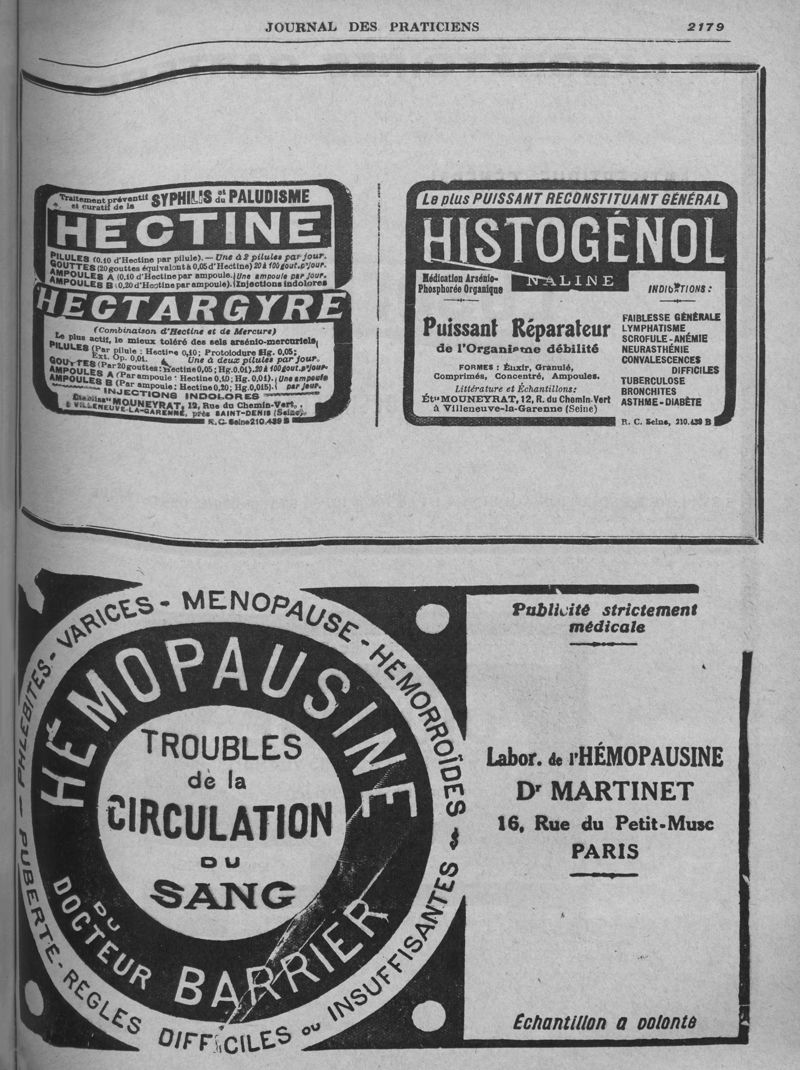 JOURNAL DES PRATICIENS 2179
Traitement préventif et curatif de la SYPHILIS et du PALUDISME
HECTINE
PILULES (0.10 d'Hectine par pilule). — Une à 2 pilules par jour.
GOUTTES (20 gouttes équivalent à 0,05 d'Hectine) 20 à 100 gout. p' jour.
AMPOULES A (0,10 d'Hectine par ampoule. Une ampoule par jour.
AMPOULES B (0,20 d'Hectine par ampoule). Injections indolores
HECTARGYRE
(Combinaison d'Hectine et de Mercure)
Le plus actif, le mieux toléré des sels arsénio-mercuriels.
PILULES (Par pilule : Hectine 0,10; Protoiodure Hg. 0,05;
Ext. Op. 0,01. Une à deux pilules par jour.
GOUTTES (Par 20 gouttes : Hectine 0,05; Hg. 0,01). 20 à 100 gout. p' jour
AMPOULES A (Par ampoule : Hectine 0,10; Hg. 0,01). Une ampoule
AMPOULES B (Par ampoule : Hectine 0,20; Hg. 0,015). par jour.
INJECTIONS INDOLORES
MOUNEYRAT, 12, Rue du Chemin-Vert,
à VILLENEUVE-LA-GARENNE, près SAINT-DENIS (Seine).
R. C. Seine 210.439 B
Le plus PUISSANT RECONSTITUANT GÉNÉRAL
HISTOGÉNOL
NALINE
Médication Arsénio-
Phosphorée Organique
Puissant Réparateur
de l'Organisme débilité
FORMES : Élixir, Granulé,
Comprimés, Concentré, Ampoules.
Littérature et Échantillons:
Éts MOUNEYRAT, 12, R. du Chemin-Vert
à Villeneuve-la-Garenne (Seine)
INDICATIONS :
FAIBLESSE GÉNÉRALE
LYMPHATISME
SCROFULE - ANÉMIE
NEURASTHÉNIE
CONVALESCENCES
DIFFICILES
TUBERCULOSE
BRONCHITES
ASTHME - DIABÈTE
R. C. Seine, 210.439 B
PHLÉBITES - VARICES - MÉNOPAUSE - HÉMORROÏDES
PUBERTÉ - RÈGLES DIFFICILES ou INSUFFISANTES
HÉMOPAUSINE
TROUBLES
de la
CIRCULATION
DU
SANG
DU
DOCTEUR BARRIER
Publicité strictement
médicale
Labor. de l'HÉMOPAUSINE
Dr MARTINET
16, Rue du Petit-Musc
PARIS
Échantillon a volonté